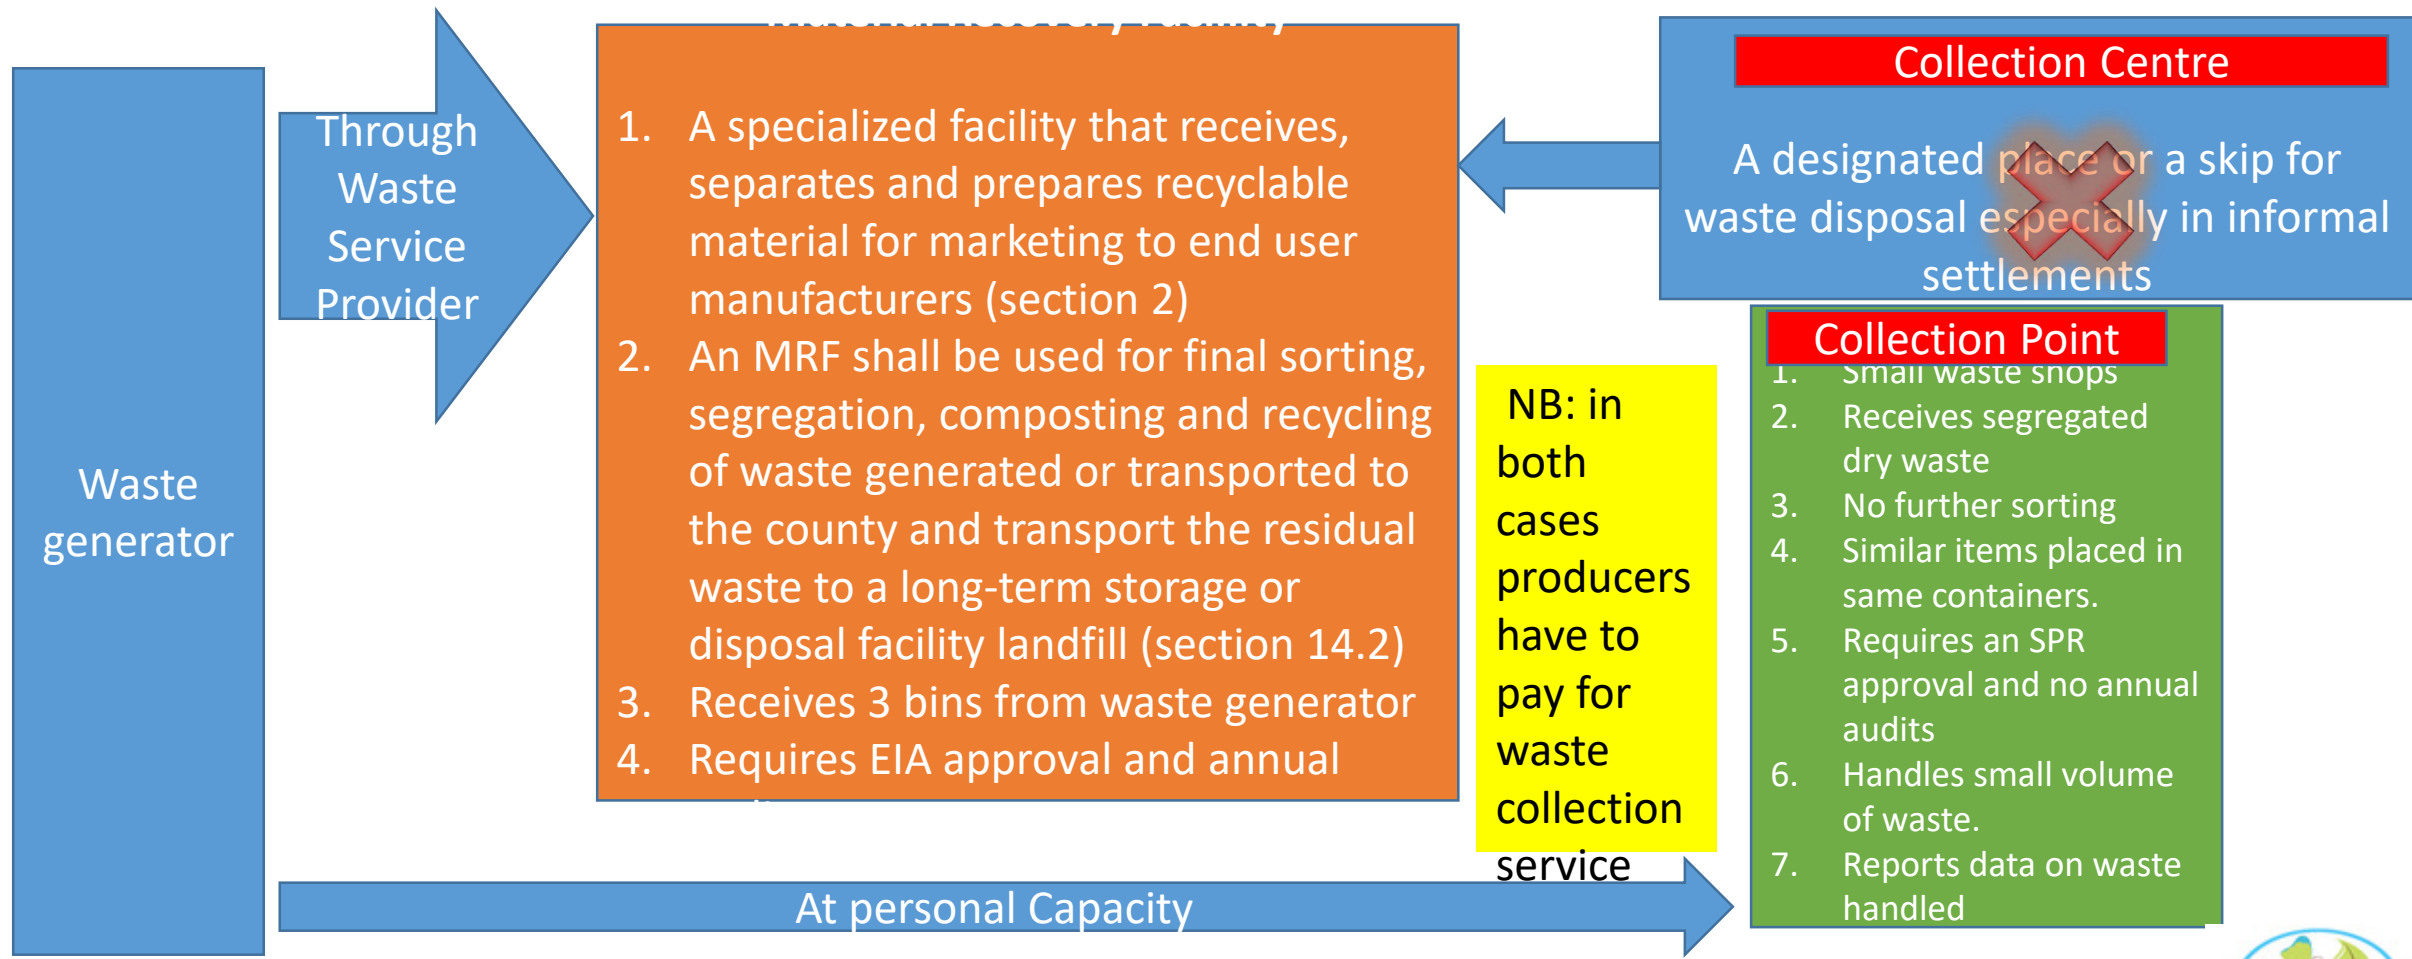 Material Recovery Facility
Waste
generator
Through
Waste
Service
Provider
1. A specialized facility that receives,
separates and prepares recyclable
material for marketing to end user
manufacturers (section 2)
2. An MRF shall be used for final sorting,
segregation, composting and recycling
of waste generated or transported to
the county and transport the residual
waste to a long-term storage or
disposal facility landfill (section 14.2)
3. Receives 3 bins from waste generator
4. Requires EIA approval and annual
Collection Centre
A designated place or a skip for
waste disposal especially in informal
settlements
NB: in
both
cases
producers
have to
pay for
waste
collection
service
Collection Point
1. Small waste shops
2. Receives segregated
dry waste
3. No further sorting
4. Similar items placed in
same containers.
5. Requires an SPR
approval and no annual
audits
6. Handles small volume
of waste.
7. Reports data on waste
handled
At personal Capacity